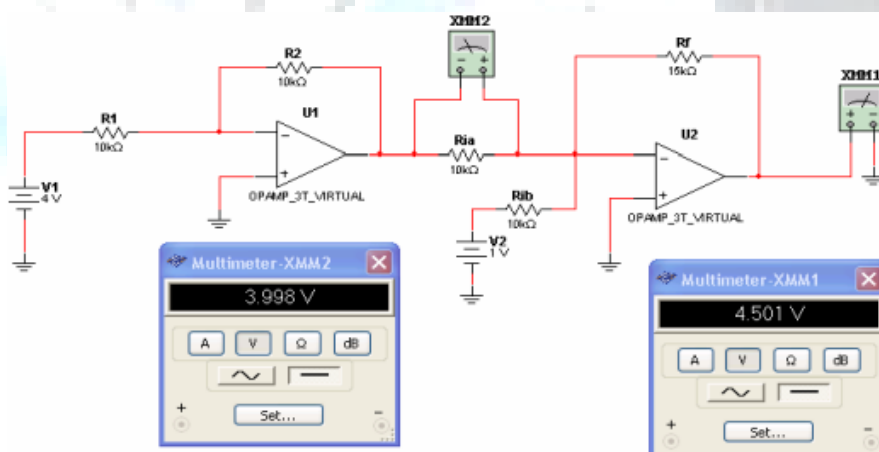 XMM2
R2
10kΩ
Rf
15kΩ
XMM1
U1
R1
10kΩ
U2
Ria
10kΩ
V1
4 V
OPAMP_3T_VIRTUAL
Rib
10kΩ
OPAMP_3T_VIRTUAL
V2
1 V
Multimeter-XMM2
3.998 V
A V Ω dB
+ Set... -
Multimeter-XMM1
4.501 V
A V Ω dB
+ Set... -